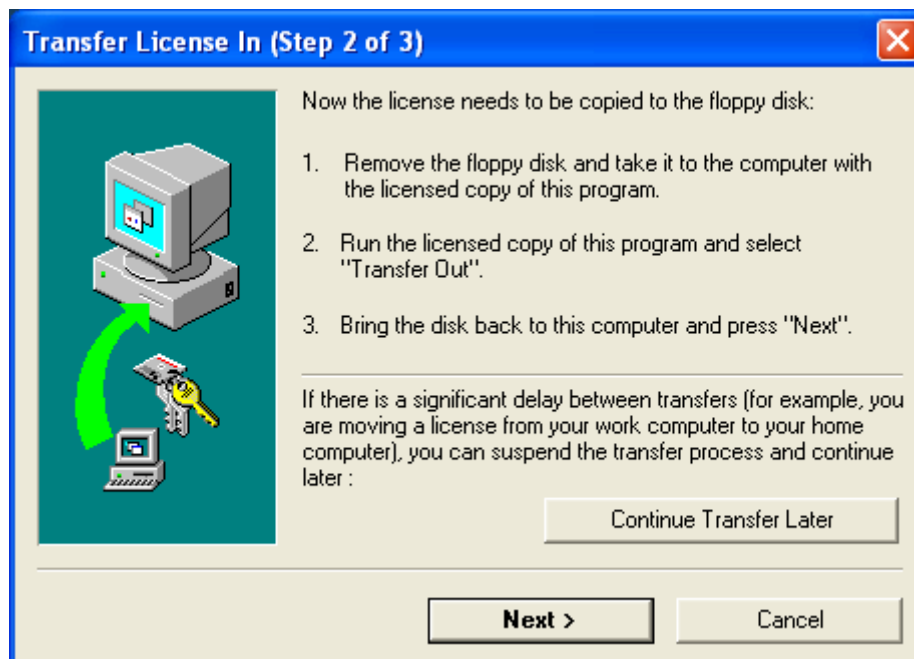 Transfer License In (Step 2 of 3)
Now the license needs to be copied to the floppy disk:
1. Remove the floppy disk and take it to the computer with
the licensed copy of this program.
2. Run the licensed copy of this program and select
"Transfer Out".
3. Bring the disk back to this computer and press "Next".
If there is a significant delay between transfers (for example, you
are moving a license from your work computer to your home
computer), you can suspend the transfer process and continue
later :
Continue Transfer Later
Next >
Cancel